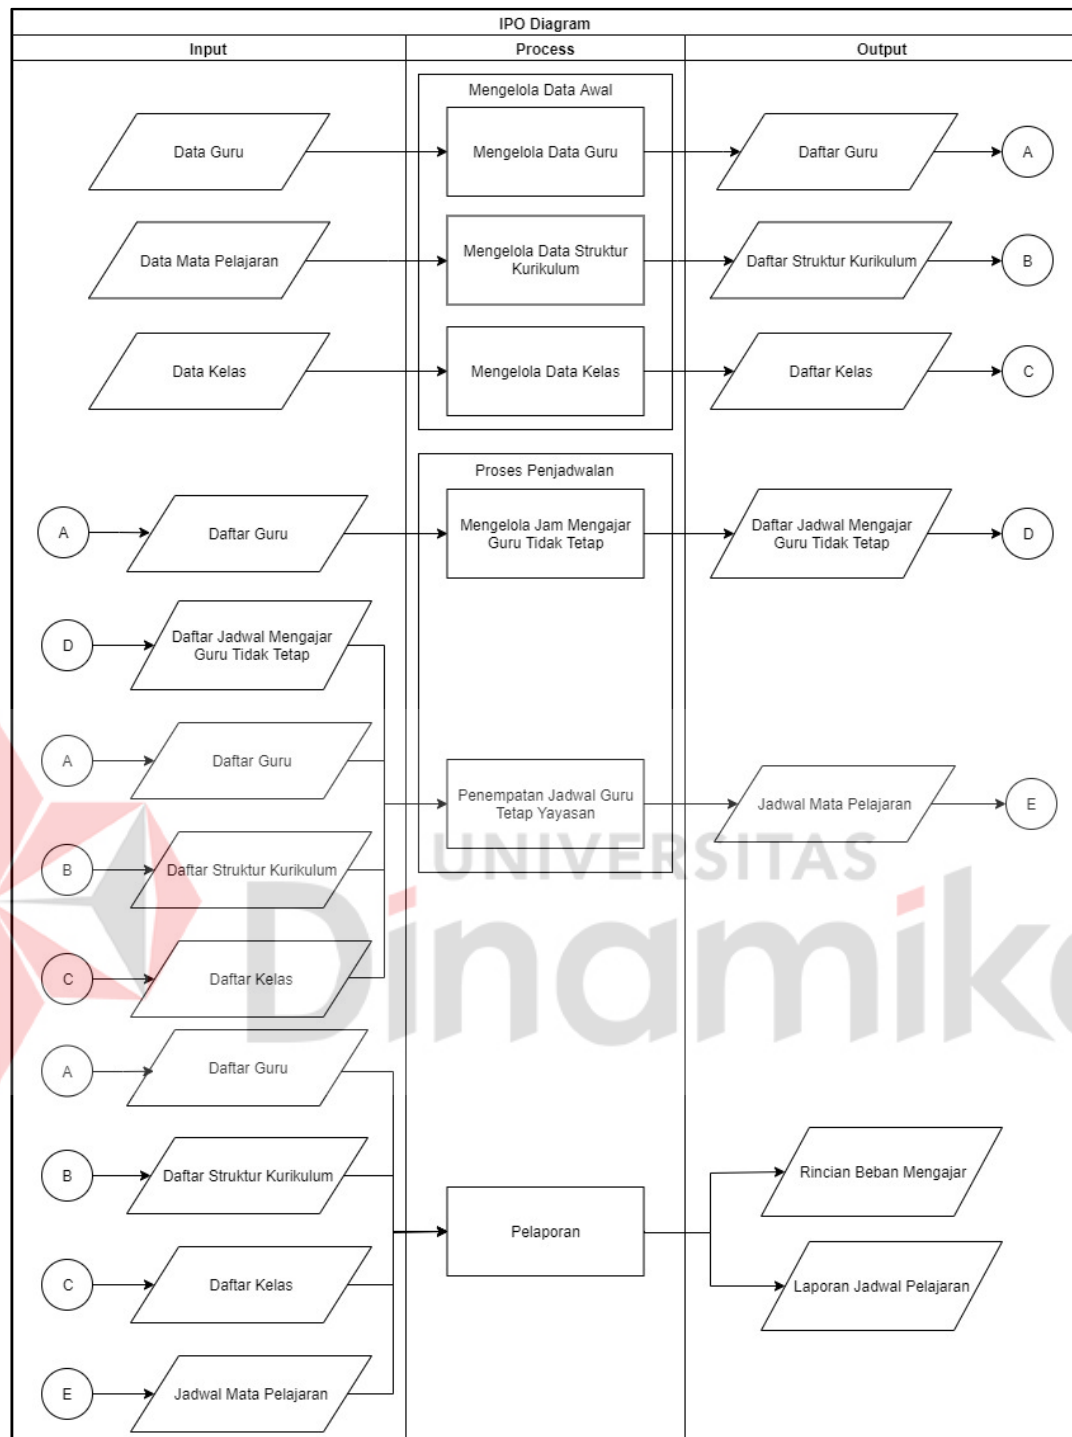 IPO Diagram
Input
Process
Output
Mengelola Data Awal
Data Guru
Mengelola Data Guru
Daftar Guru
A
Data Mata Pelajaran
Mengelola Data Struktur
Kurikulum
Daftar Struktur Kurikulum
B
Data Kelas
Mengelola Data Kelas
Daftar Kelas
C
Proses Penjadwalan
A
Daftar Guru
Mengelola Jam Mengajar
Guru Tidak Tetap
Daftar Jadwal Mengajar
Guru Tidak Tetap
D
D
Daftar Jadwal Mengajar
Guru Tidak Tetap
A
Daftar Guru
Penempatan Jadwal Guru
Tetap Yayasan
Jadwal Mata Pelajaran
E
B
Daftar Struktur Kurikulum
C
Daftar Kelas
UNIVERSITAS
Dinamika
A
Daftar Guru
B
Daftar Struktur Kurikulum
Pelaporan
Rincian Beban Mengajar
C
Daftar Kelas
Laporan Jadwal Pelajaran
E
Jadwal Mata Pelajaran